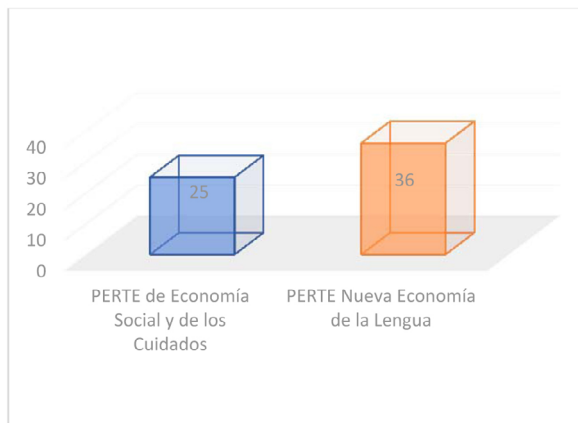 40
30
20
10
0
25
36
PERTE de Economía
Social y de los
Cuidados
PERTE Nueva Economía
de la Lengua